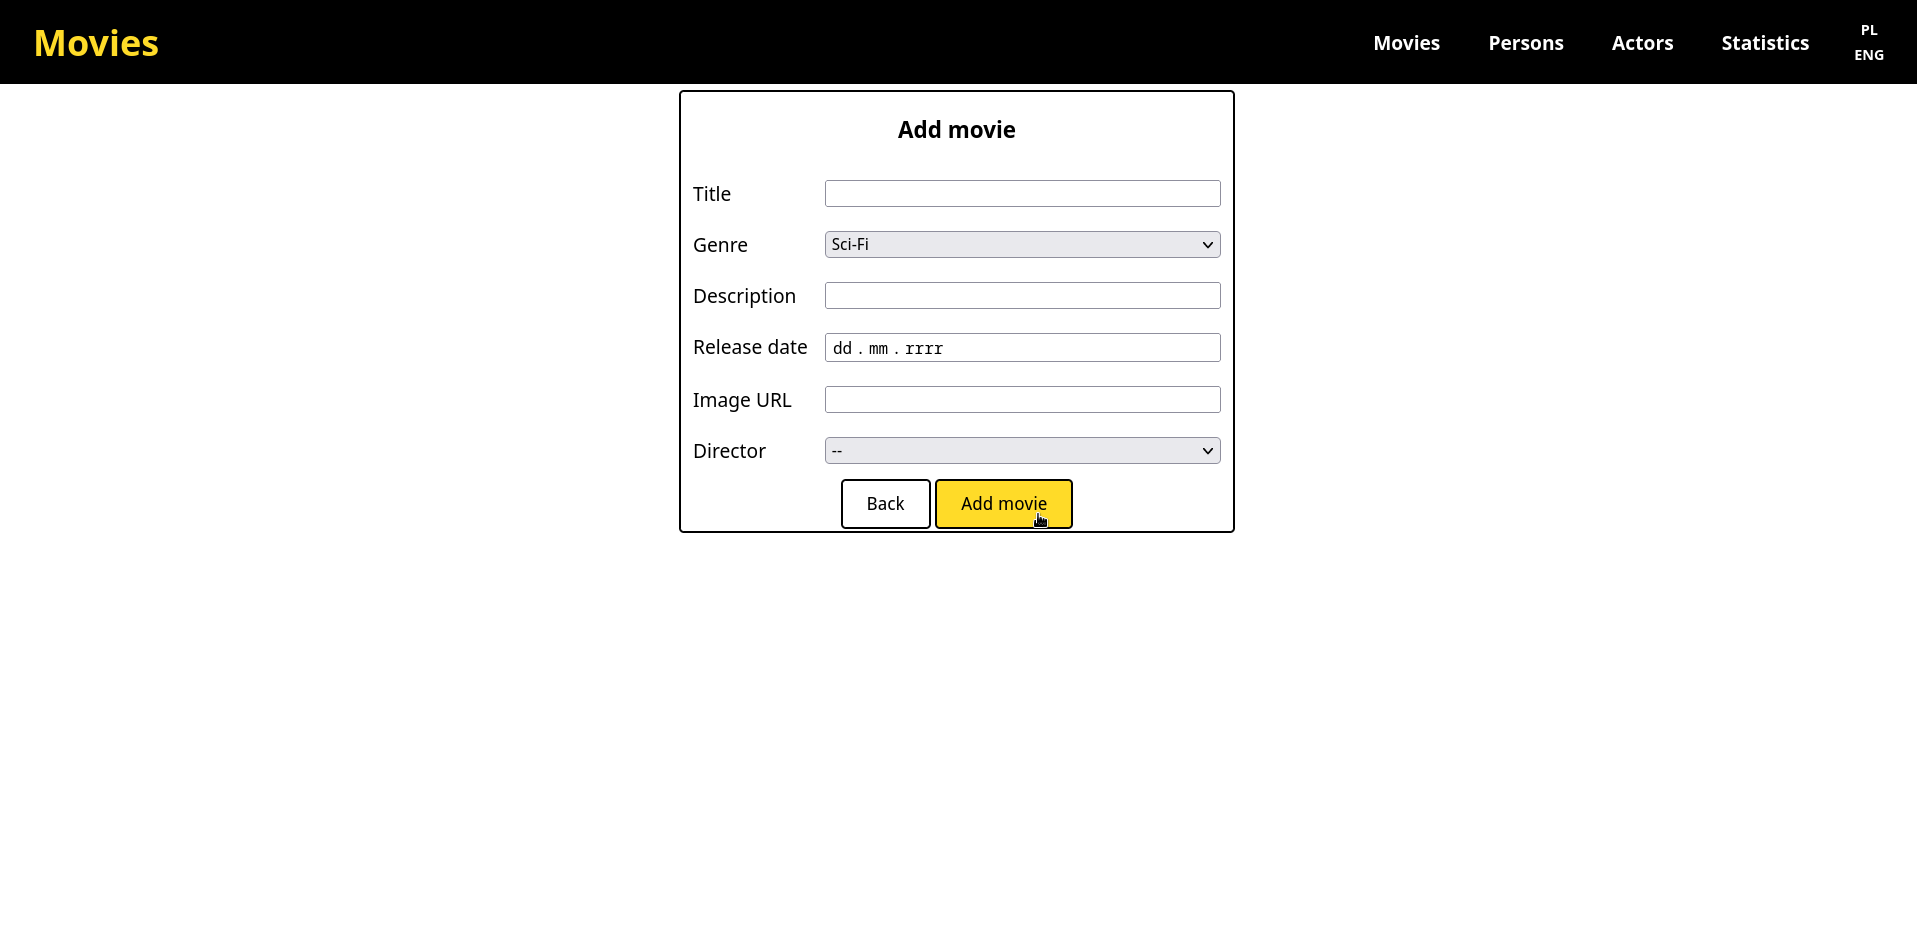 Movies
Movies Persons Actors Statistics PL
ENG
Add movie
Title
Genre Sci-Fi
Description
Release date dd . mm . rrrr
Image URL
Director --
Back Add movie